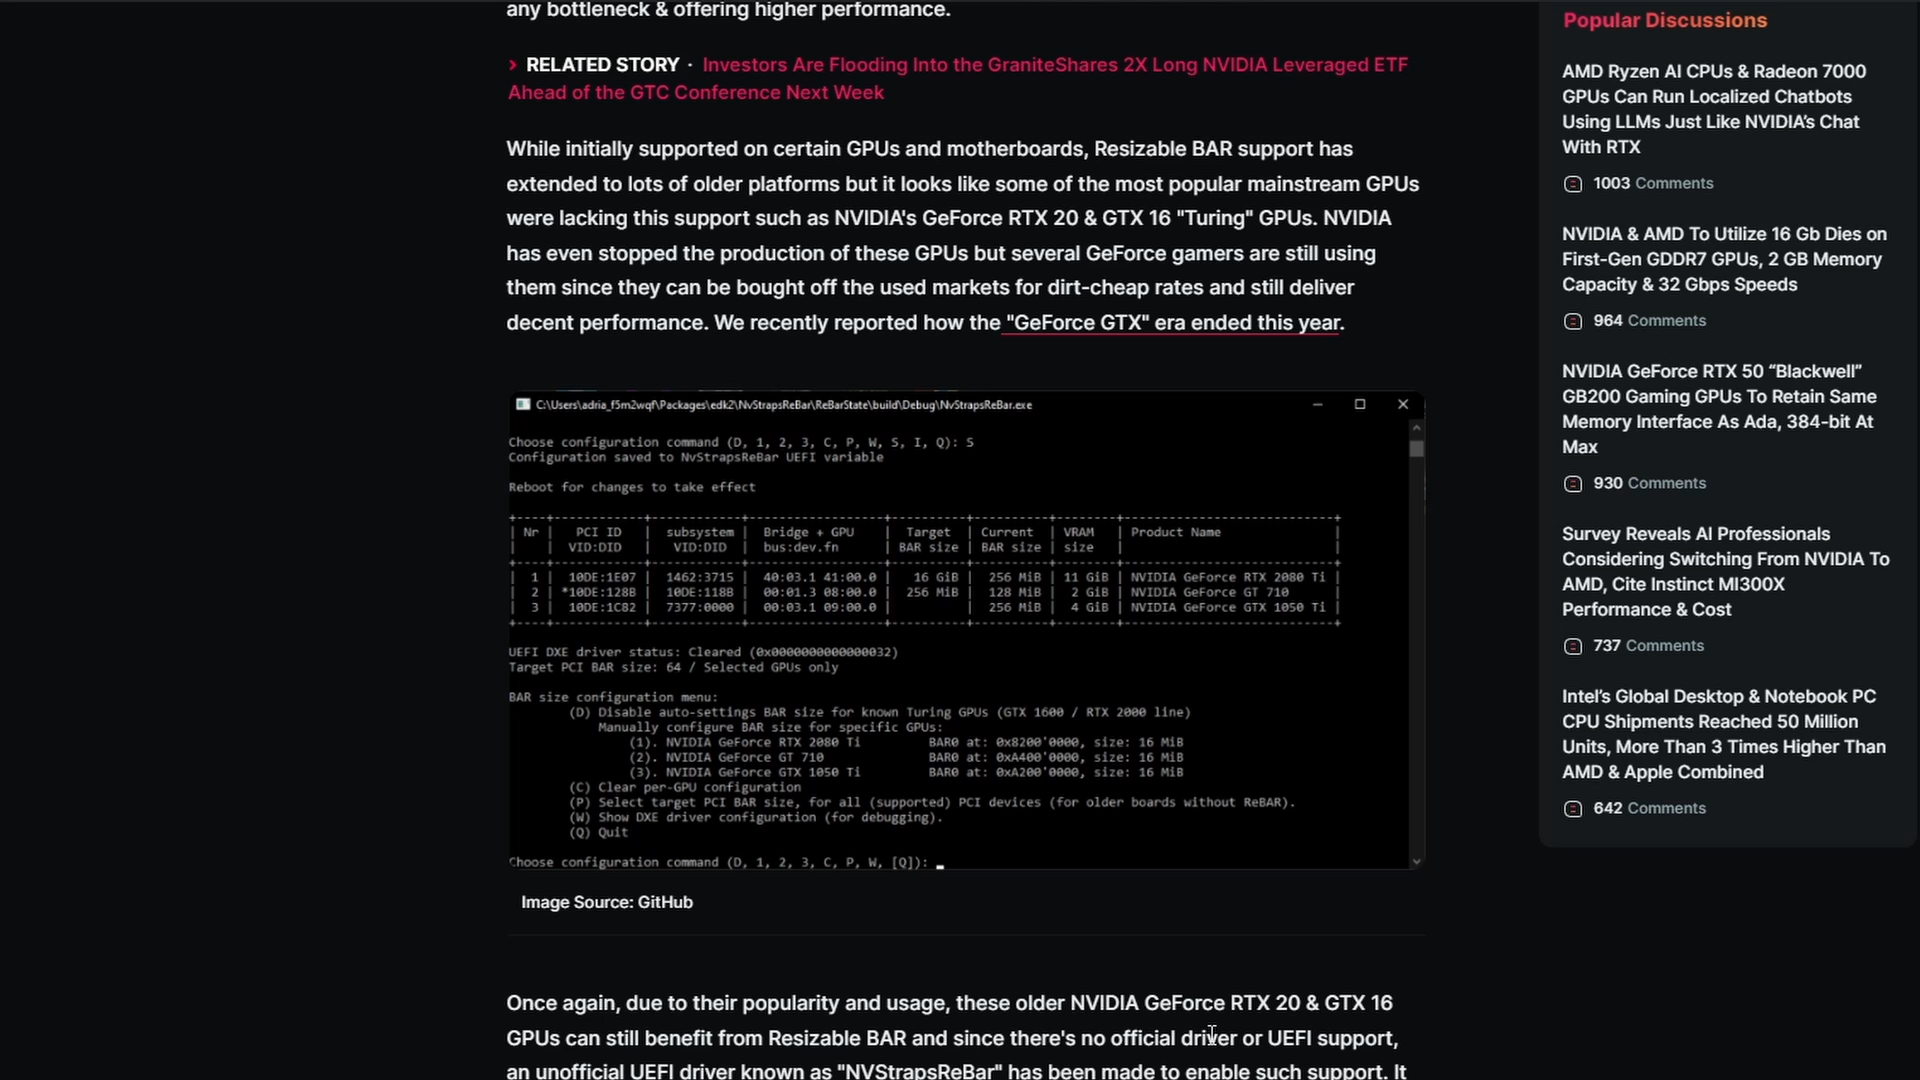 any bottleneck & offering higher performance.
› RELATED STORY · Investors Are Flooding Into the GraniteShares 2X Long NVIDIA Leveraged ETF
Ahead of the GTC Conference Next Week
While initially supported on certain GPUs and motherboards, Resizable BAR support has
extended to lots of older platforms but it looks like some of the most popular mainstream GPUs
were lacking this support such as NVIDIA's GeForce RTX 20 & GTX 16 "Turing" GPUs. NVIDIA
has even stopped the production of these GPUs but several GeForce gamers are still using
them since they can be bought off the used markets for dirt-cheap rates and still deliver
decent performance. We recently reported how the "GeForce GTX" era ended this year.
C:\Users\adria_f5m2wqf\Packages\edk2\NvStrapsReBar\ReBarState\build\Debug\NvStrapsReBar.exe
Choose configuration command (D, 1, 2, 3, C, P, W, S, I, Q): S
Configuration saved to NvStrapsReBar UEFI variable
Reboot for changes to take effect
| Nr | PCI ID | subsystem | Bridge + GPU | Target | Current | VRAM | Product Name |
| | VID:DID | VID:DID | bus:dev.fn | BAR size | BAR size | size | |
| 1 | 10DE:1E07 | 1462:3715 | 40:03.1 41:00.0 | 16 GiB | 256 MiB | 11 GiB | NVIDIA GeForce RTX 2080 Ti |
| 2 | *10DE:128B | 10DE:118B | 00:01.3 08:00.0 | 256 MiB | 128 MiB | 2 GiB | NVIDIA GeForce GT 710 |
| 3 | 10DE:1C82 | 7377:0000 | 00:03.1 09:00.0 | | 256 MiB | 4 GiB | NVIDIA GeForce GTX 1050 Ti |
UEFI DXE driver status: Cleared (0x0000000000000032)
Target PCI BAR size: 64 / Selected GPUs only
BAR size configuration menu:
(D) Disable auto-settings BAR size for known Turing GPUs (GTX 1600 / RTX 2000 line)
Manually configure BAR size for specific GPUs:
(1). NVIDIA GeForce RTX 2080 Ti BAR0 at: 0x8200'0000, size: 16 MiB
(2). NVIDIA GeForce GT 710 BAR0 at: 0xA400'0000, size: 16 MiB
(3). NVIDIA GeForce GTX 1050 Ti BAR0 at: 0xA200'0000, size: 16 MiB
(C) Clear per-GPU configuration
(P) Select target PCI BAR size, for all (supported) PCI devices (for older boards without ReBAR).
(W) Show DXE driver configuration (for debugging).
(Q) Quit
Choose configuration command (D, 1, 2, 3, C, P, W, [Q]):
Image Source: GitHub
Once again, due to their popularity and usage, these older NVIDIA GeForce RTX 20 & GTX 16
GPUs can still benefit from Resizable BAR and since there's no official driver or UEFI support,
an unofficial UEFI driver known as "NVStrapsReBar" has been made to enable such support. It
Popular Discussions
AMD Ryzen AI CPUs & Radeon 7000
GPUs Can Run Localized Chatbots
Using LLMs Just Like NVIDIA's Chat
With RTX
1003 Comments
NVIDIA & AMD To Utilize 16 Gb Dies on
First-Gen GDDR7 GPUs, 2 GB Memory
Capacity & 32 Gbps Speeds
964 Comments
NVIDIA GeForce RTX 50 “Blackwell”
GB200 Gaming GPUs To Retain Same
Memory Interface As Ada, 384-bit At
Max
930 Comments
Survey Reveals AI Professionals
Considering Switching From NVIDIA To
AMD, Cite Instinct MI300X
Performance & Cost
737 Comments
Intel's Global Desktop & Notebook PC
CPU Shipments Reached 50 Million
Units, More Than 3 Times Higher Than
AMD & Apple Combined
642 Comments